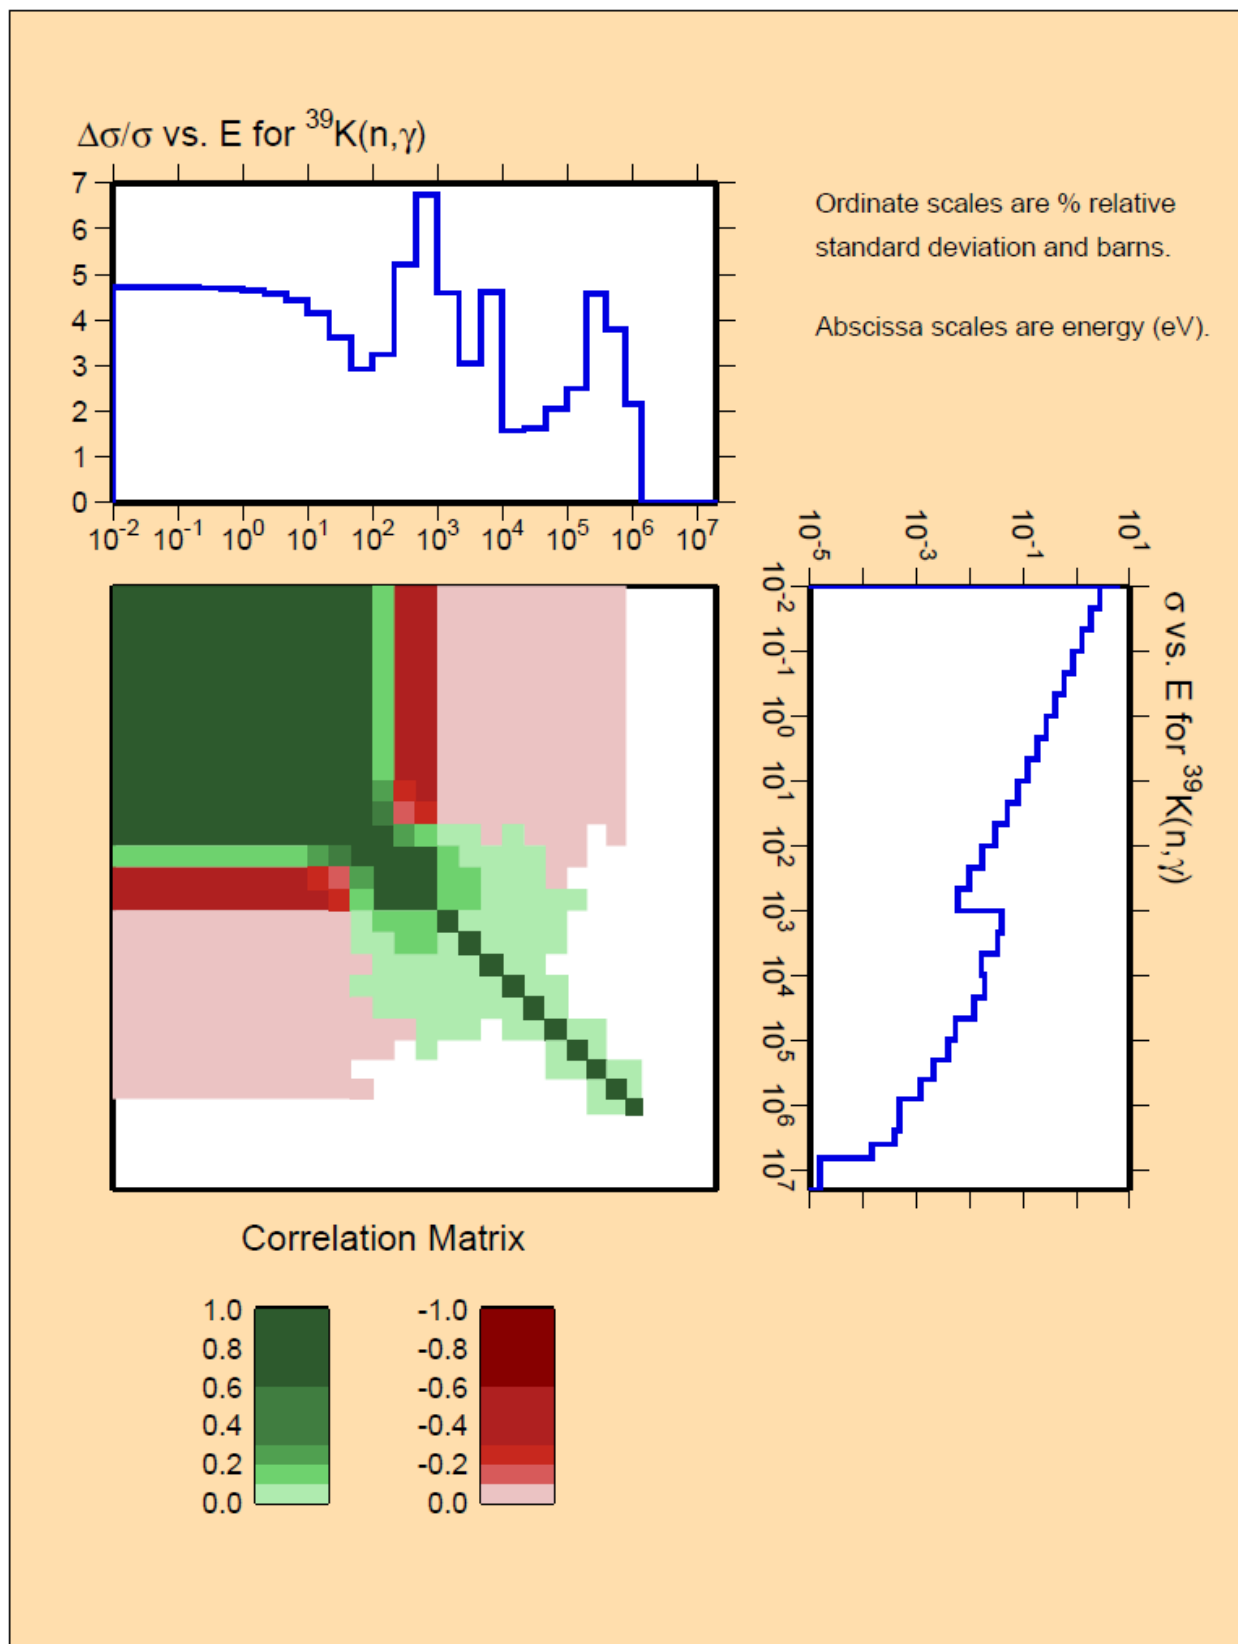 Δσ/σ vs. E for ³⁹K(n,γ)
7
6
5
4
3
2
1
0
10⁻² 10⁻¹ 10⁰ 10¹ 10² 10³ 10⁴ 10⁵ 10⁶ 10⁷
Ordinate scales are % relative
standard deviation and barns.
Abscissa scales are energy (eV).
10⁻⁵ 10⁻³ 10⁻¹ 10¹
σ vs. E for ³⁹K(n,γ)
10⁻² 10⁻¹ 10⁰ 10¹ 10² 10³ 10⁴ 10⁵ 10⁶ 10⁷
Correlation Matrix
1.0 -1.0
0.8 -0.8
0.6 -0.6
0.4 -0.4
0.2 -0.2
0.0 0.0